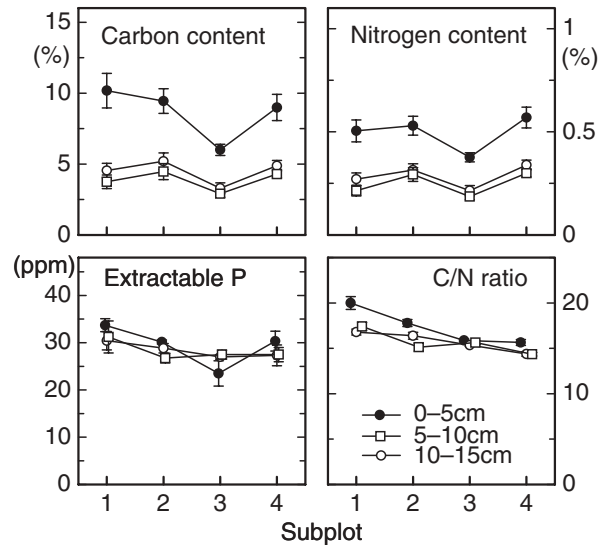 15
(%)
10
5
0
Carbon content
Nitrogen content
1
(%)
0.5
0
(ppm)
40
30
20
10
0
Extractable P
C/N ratio
20
10
0
0–5cm
5–10cm
10–15cm
1 2 3 4
1 2 3 4
Subplot